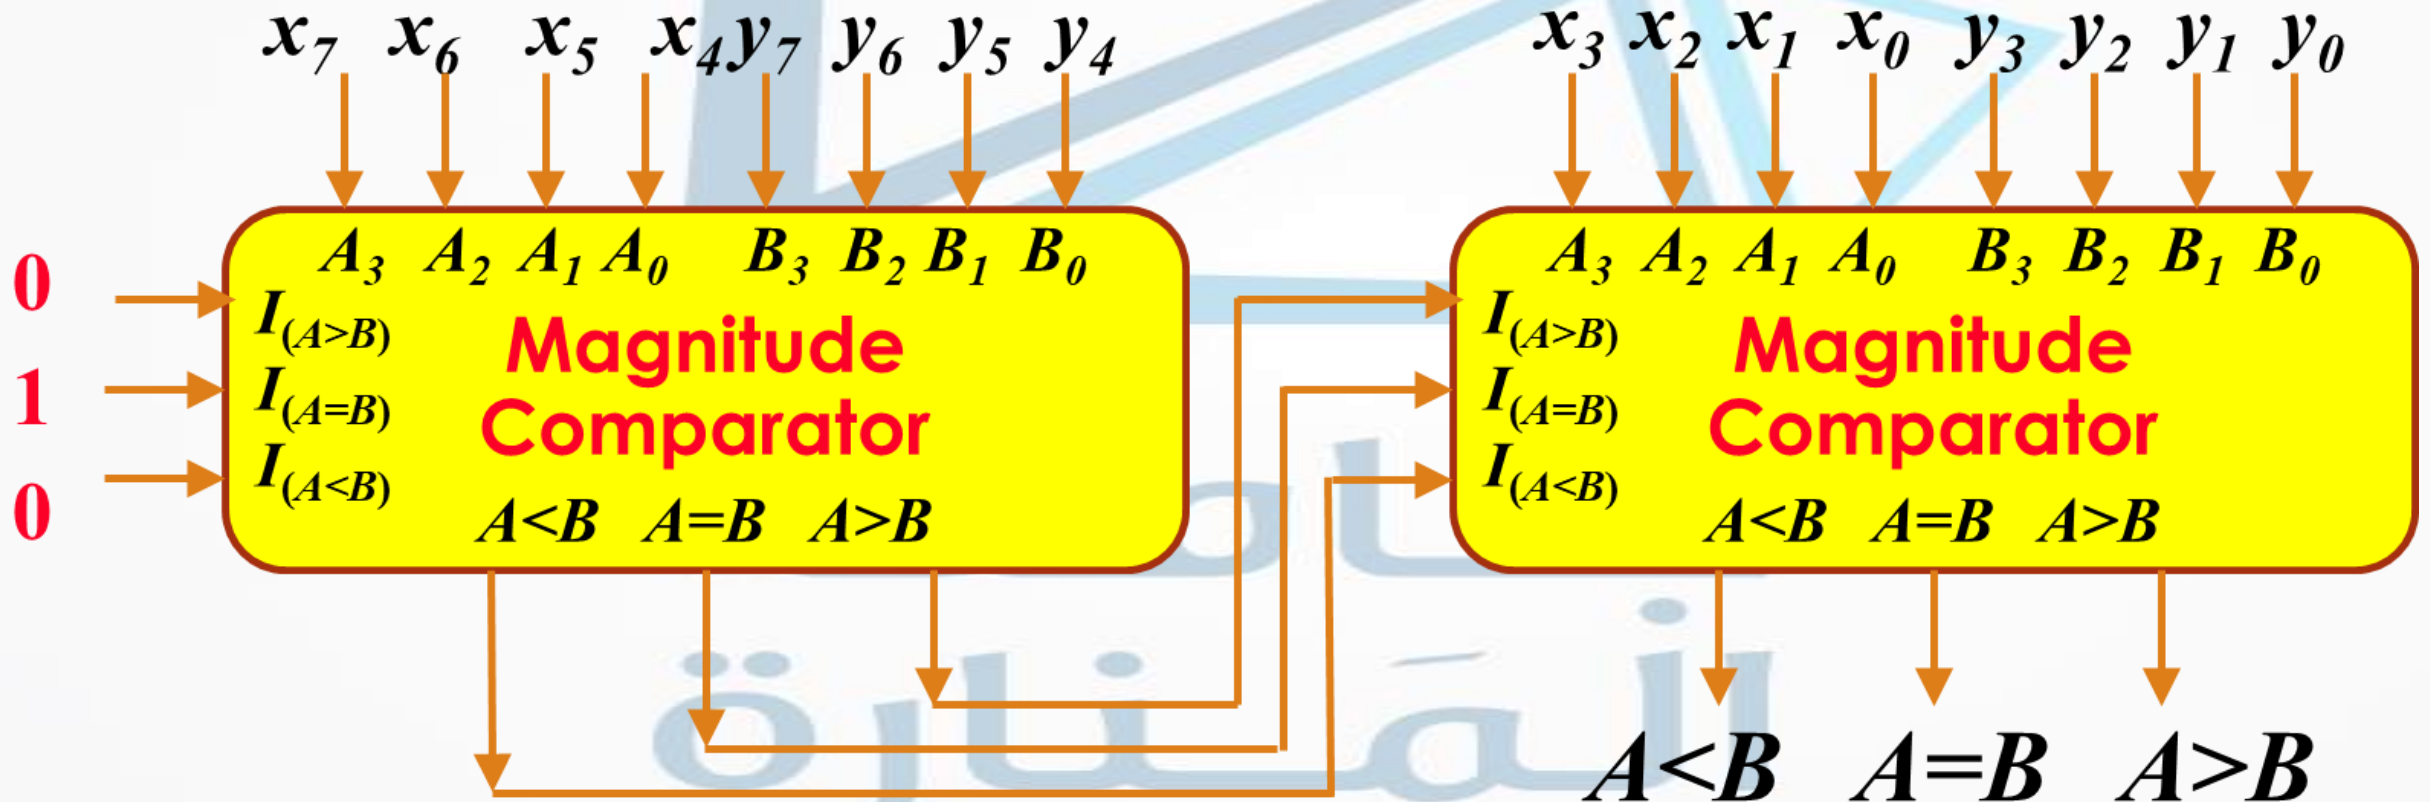 x7 x6 x5 x4 y7 y6 y5 y4
x3 x2 x1 x0 y3 y2 y1 y0
0
1
0
A3 A2 A1 A0 B3 B2 B1 B0
I(A>B)
I(A=B)
I(A<B)
Magnitude
Comparator
A<B A=B A>B
A3 A2 A1 A0 B3 B2 B1 B0
I(A>B)
I(A=B)
I(A<B)
Magnitude
Comparator
A<B A=B A>B
A<B A=B A>B
المَنارة